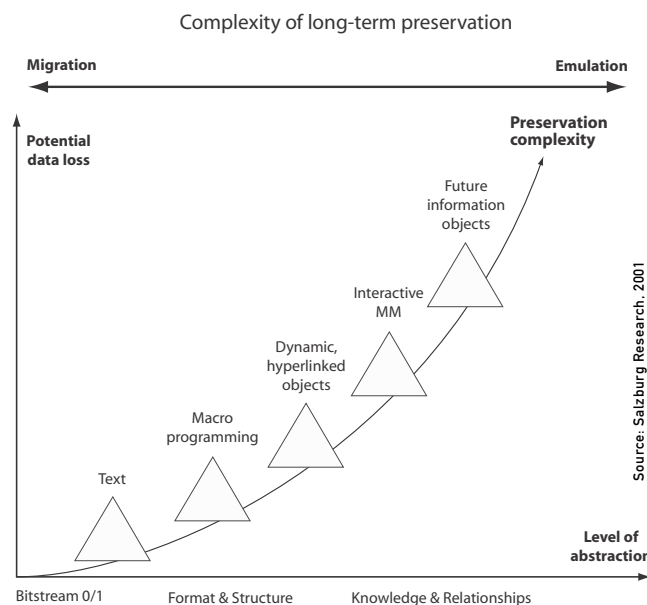 Complexity of long-term preservation
Migration
Emulation
Potential
data loss
Preservation
complexity
Future
information
objects
Interactive
MM
Dynamic,
hyperlinked
objects
Macro
programming
Text
Source: Salzburg Research, 2001
Level of
abstraction
Bitstream 0/1
Format & Structure
Knowledge & Relationships